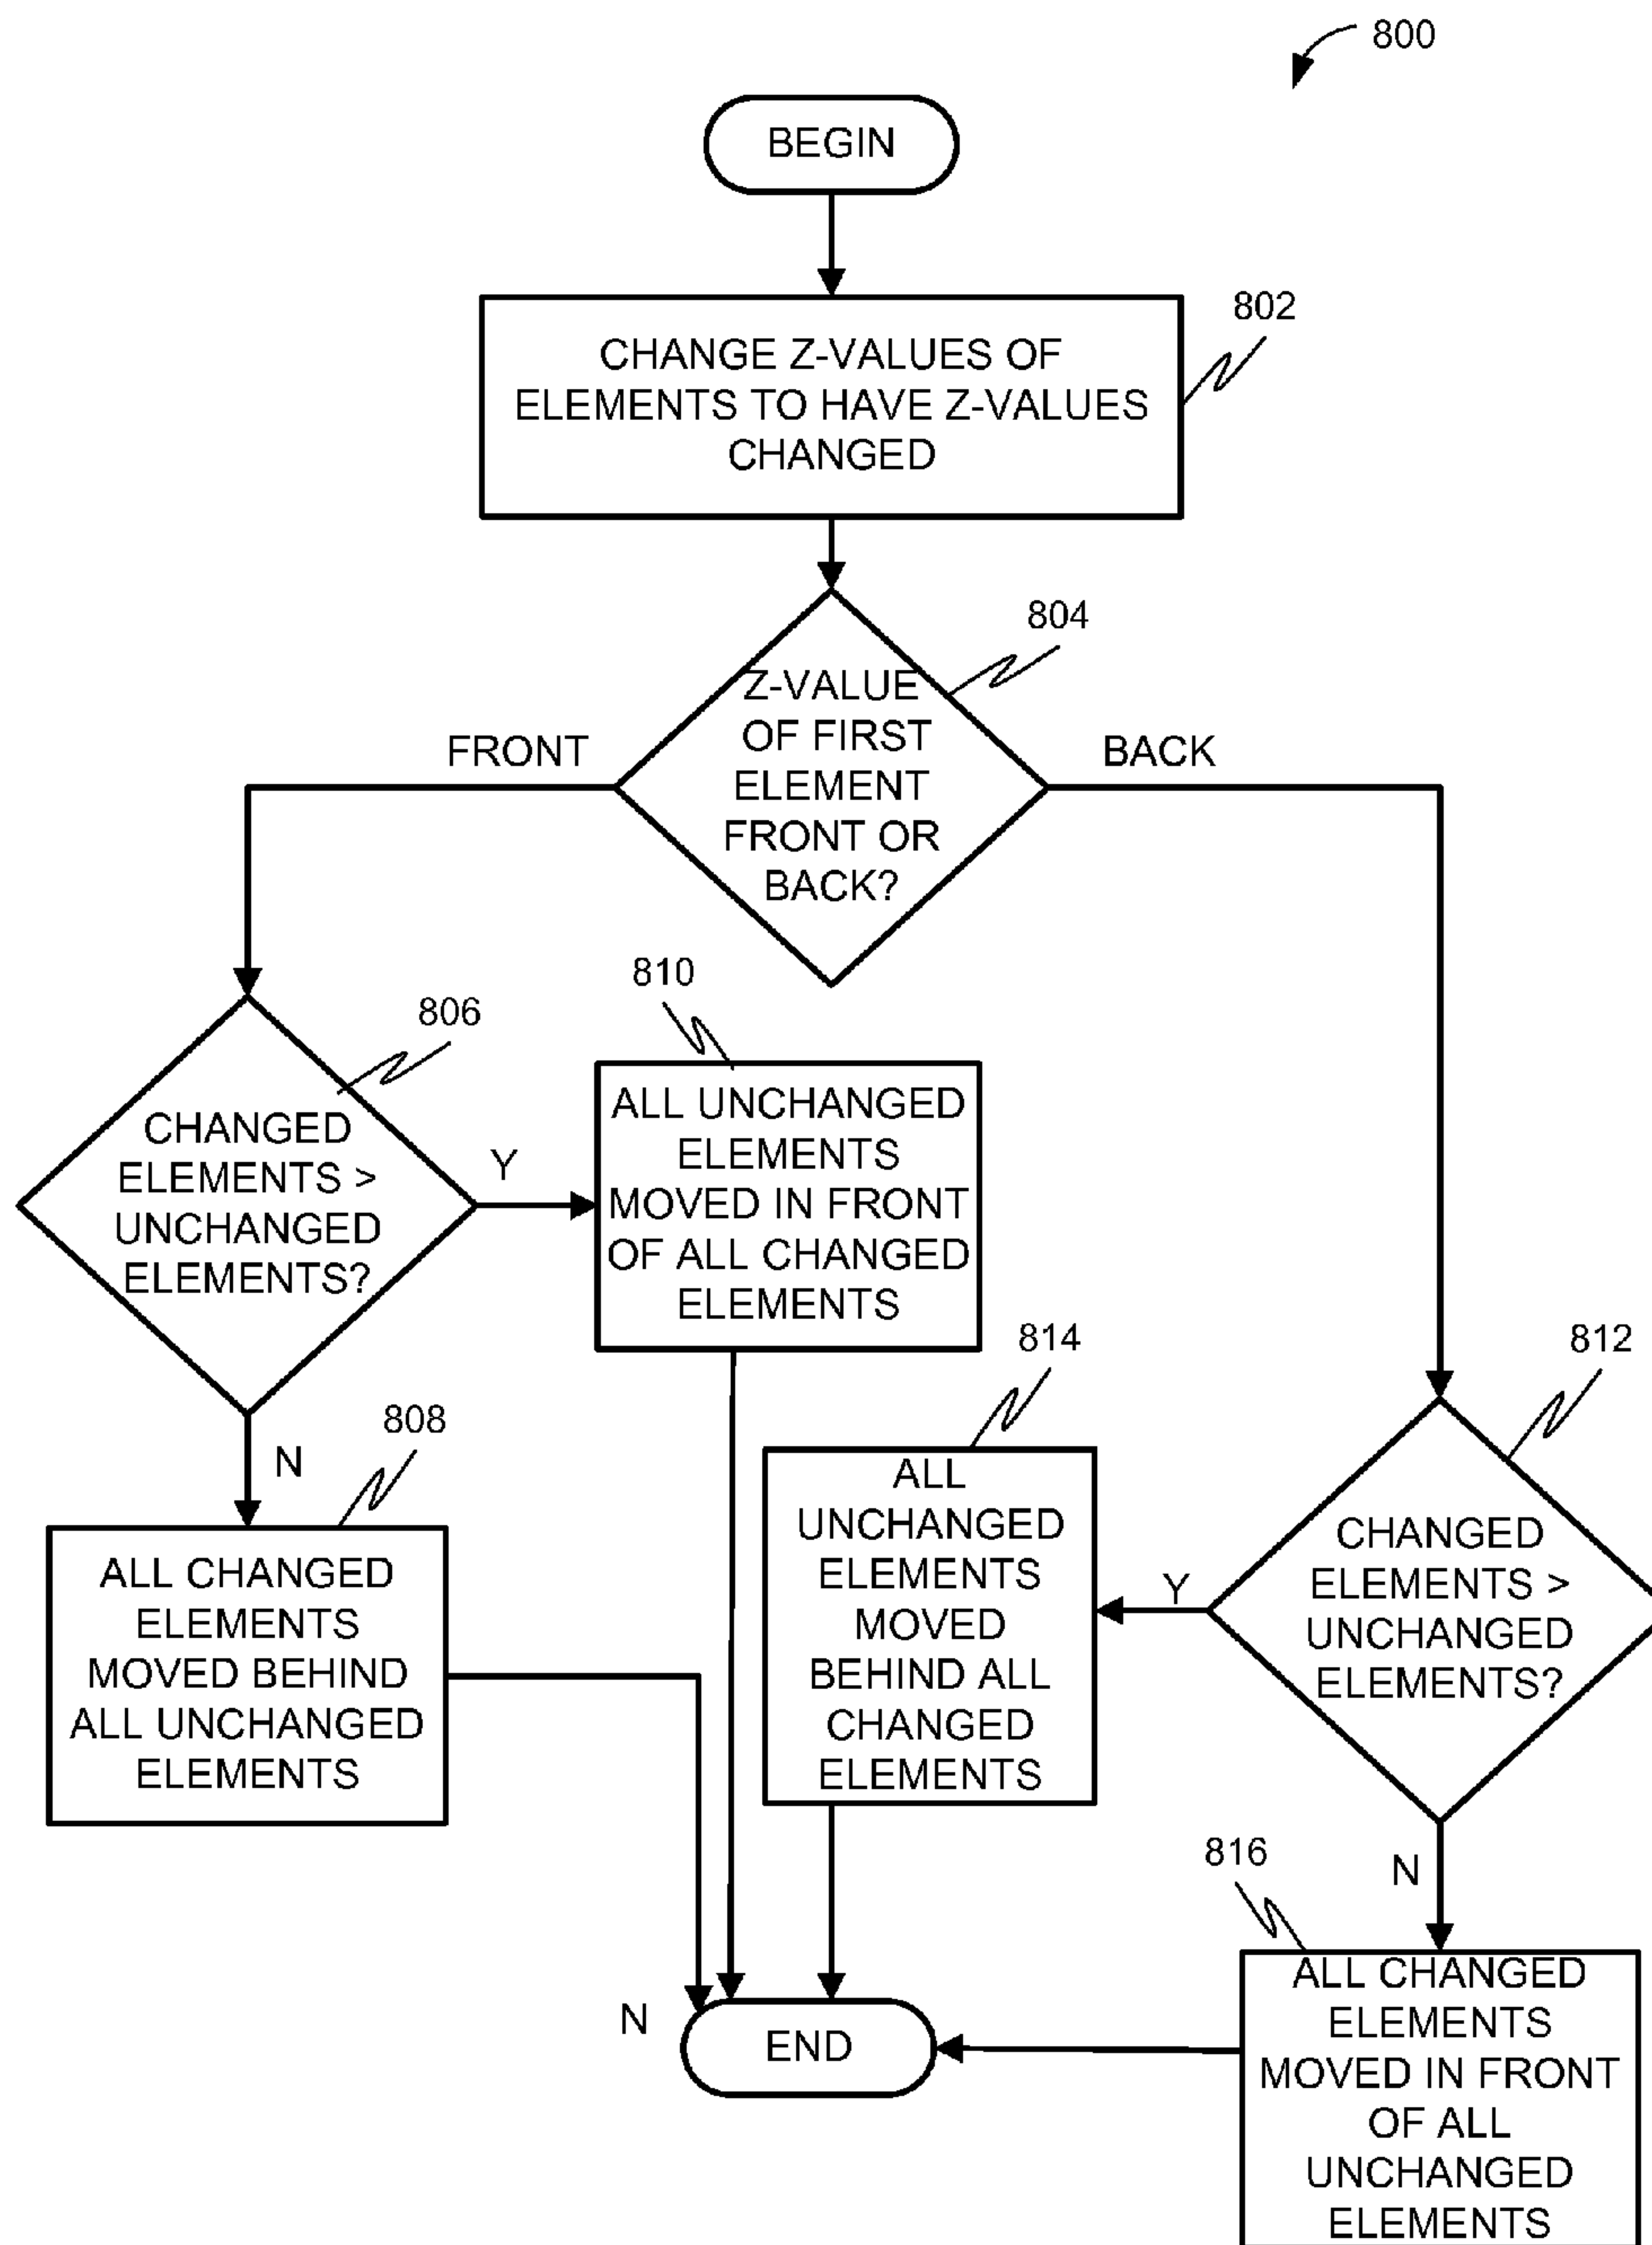 800
BEGIN
802
CHANGE Z-VALUES OF
ELEMENTS TO HAVE Z-VALUES
CHANGED
804
Z-VALUE
OF FIRST
ELEMENT
FRONT OR
BACK?
FRONT
BACK
806
CHANGED
ELEMENTS >
UNCHANGED
ELEMENTS?
Y
810
ALL UNCHANGED
ELEMENTS
MOVED IN FRONT
OF ALL CHANGED
ELEMENTS
N
808
ALL CHANGED
ELEMENTS
MOVED BEHIND
ALL UNCHANGED
ELEMENTS
814
ALL
UNCHANGED
ELEMENTS
MOVED
BEHIND ALL
CHANGED
ELEMENTS
Y
812
CHANGED
ELEMENTS >
UNCHANGED
ELEMENTS?
N
816
ALL CHANGED
ELEMENTS
MOVED IN FRONT
OF ALL
UNCHANGED
ELEMENTS
N
END